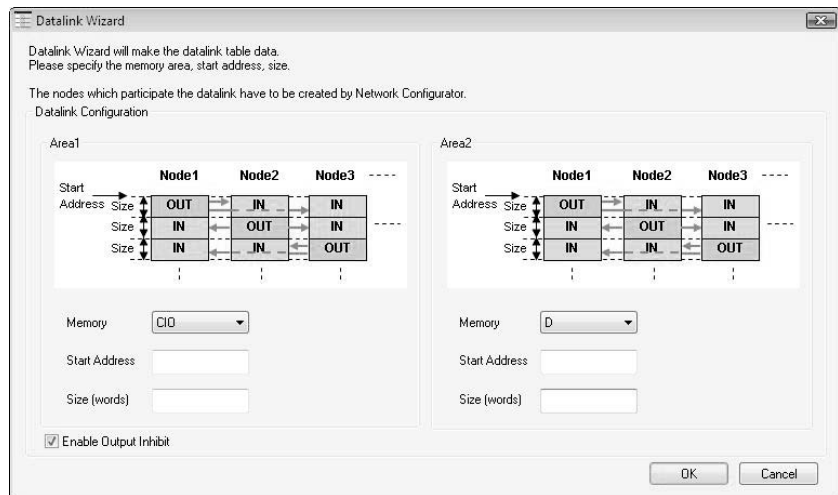 Datalink Wizard
Datalink Wizard will make the datalink table data.
Please specify the memory area, start address, size.
The nodes which participate the datalink have to be created by Network Configurator.
Datalink Configuration
Area1
Node1 Node2 Node3
Start
Address Size OUT IN IN
Size IN OUT IN
Size IN IN OUT
Memory CIO
Start Address
Size (words)
Area2
Node1 Node2 Node3
Start
Address Size OUT IN IN
Size IN OUT IN
Size IN IN OUT
Memory D
Start Address
Size (words)
Enable Output Inhibit
OK Cancel